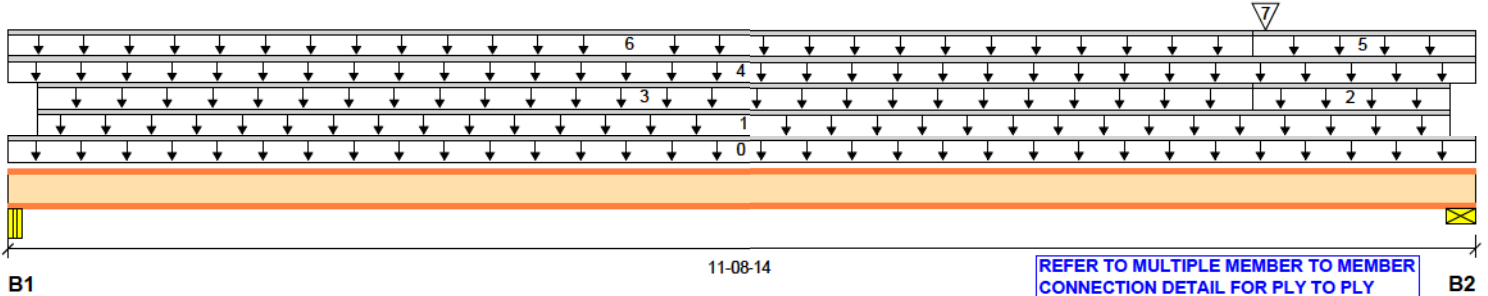 7
6
5
4
3
2
1
0
11-08-14
B1
REFER TO MULTIPLE MEMBER TO MEMBER
CONNECTION DETAIL FOR PLY TO PLY
B2